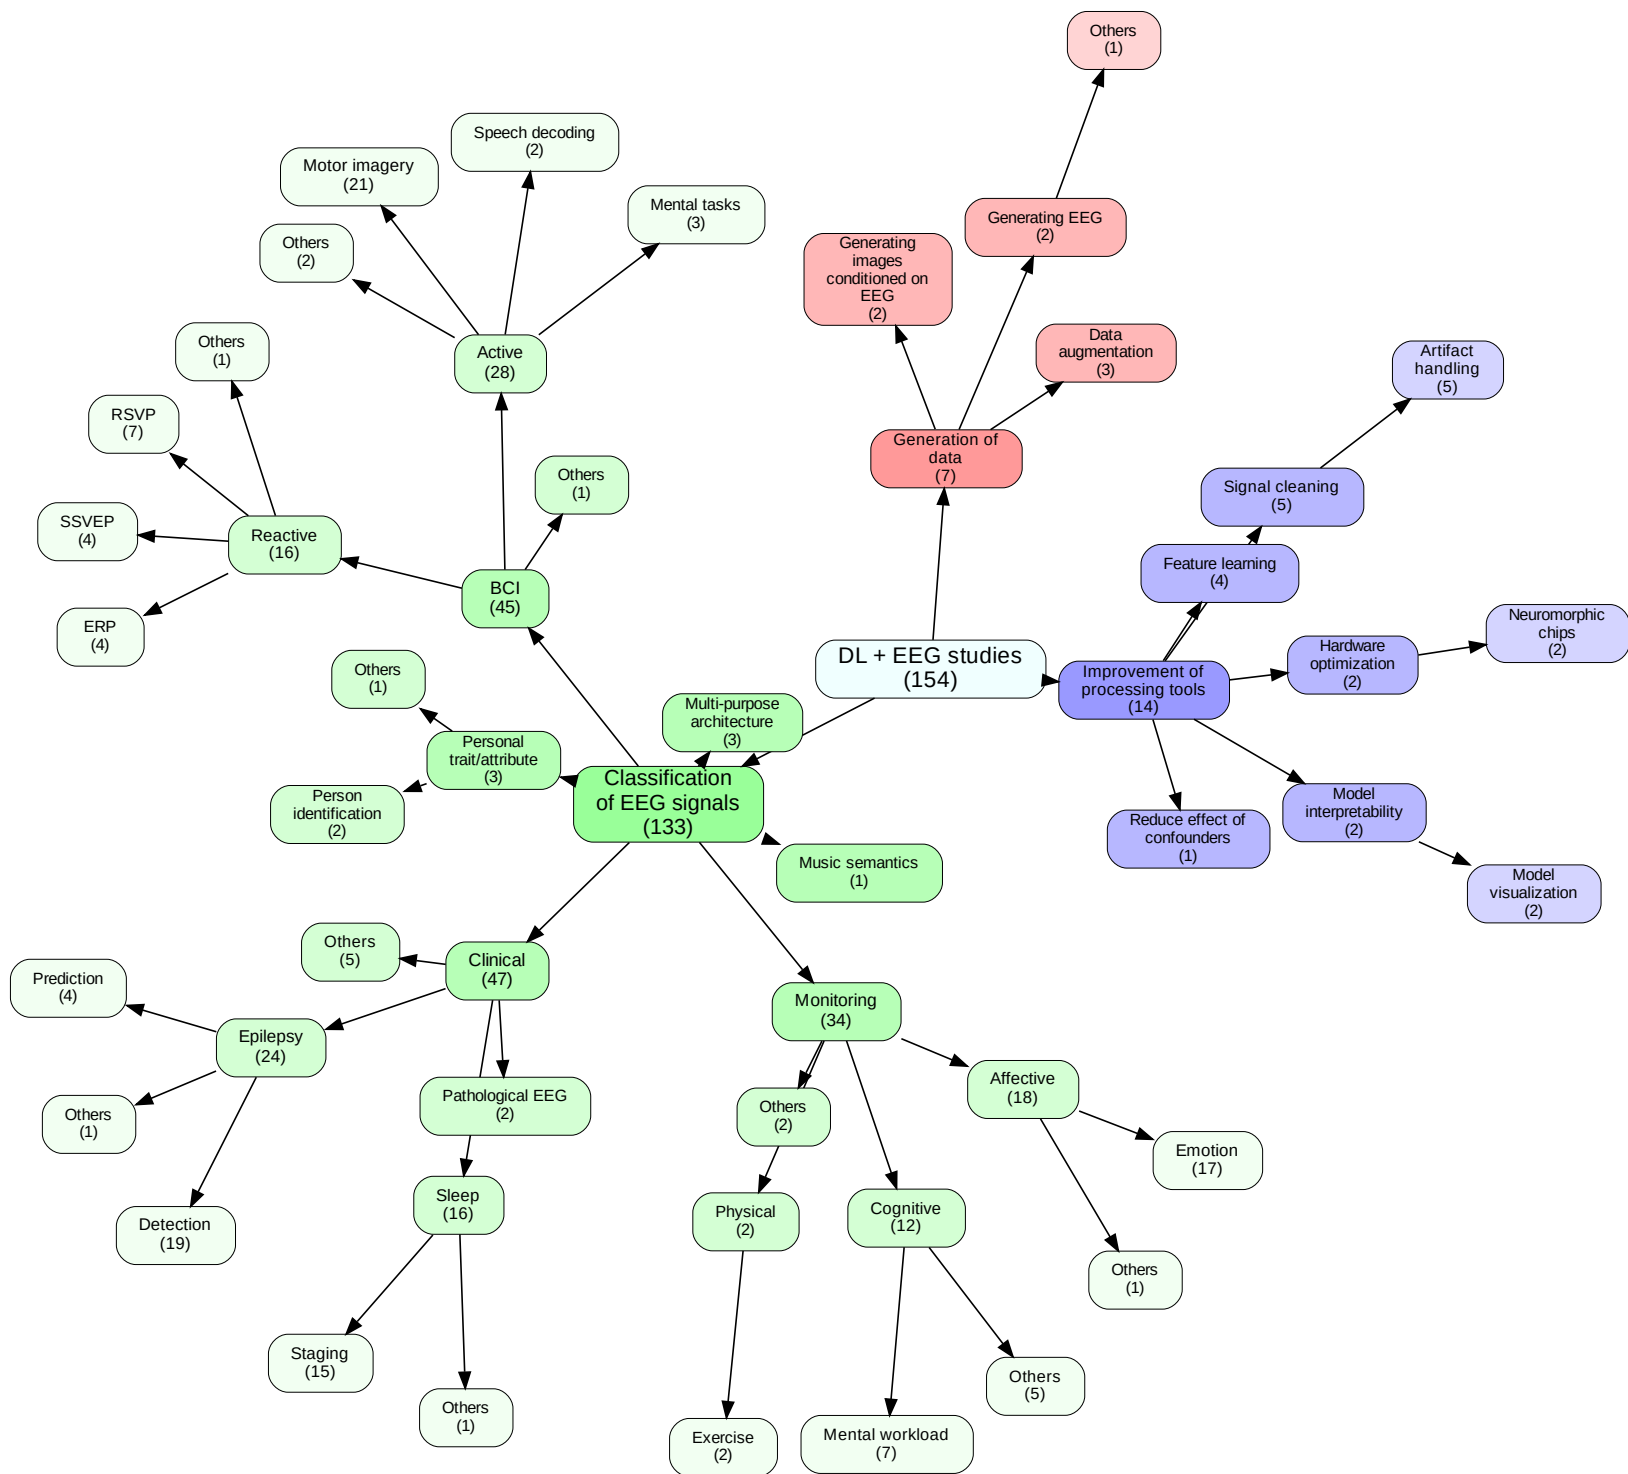 Others
(1)
Speech decoding
(2)
Motor imagery
(21)
Mental tasks
(3)
Others
(2)
Generating EEG
(2)
Generating
images
conditioned on
EEG
(2)
Others
(1)
Active
(28)
Data
augmentation
(3)
Artifact
handling
(5)
RSVP
(7)
Generation of
data
(7)
Others
(1)
Signal cleaning
(5)
SSVEP
(4)
Reactive
(16)
Feature learning
(4)
BCI
(45)
ERP
(4)
Neuromorphic
chips
(2)
Hardware
optimization
(2)
DL + EEG studies
(154)
Improvement of
processing tools
(14)
Others
(1)
Multi-purpose
architecture
(3)
Personal
trait/attribute
(3)
Classification
of EEG signals
(133)
Person
identification
(2)
Model
interpretability
(2)
Reduce effect of
confounders
(1)
Music semantics
(1)
Model
visualization
(2)
Others
(5)
Clinical
(47)
Prediction
(4)
Monitoring
(34)
Epilepsy
(24)
Affective
(18)
Pathological EEG
(2)
Others
(2)
Others
(1)
Emotion
(17)
Sleep
(16)
Physical
(2)
Cognitive
(12)
Detection
(19)
Others
(1)
Staging
(15)
Others
(5)
Others
(1)
Exercise
(2)
Mental workload
(7)